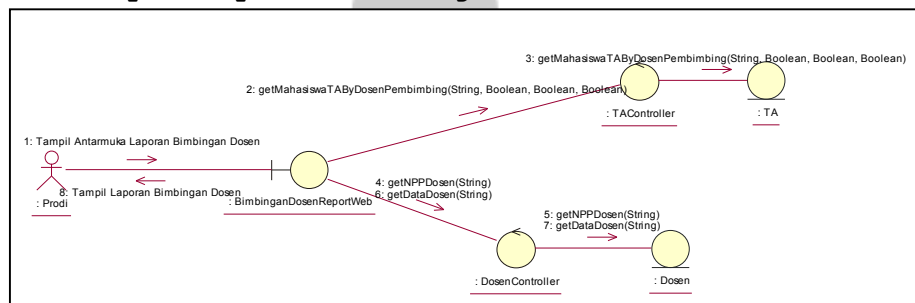 3: getMahasiswaTAByDosenPembimbing(String, Boolean, Boolean, Boolean)
2: getMahasiswaTAByDosenPembimbing(String, Boolean, Boolean, Boolean)
: TAController
: TA
1: Tampil Antarmuka Laporan Bimbingan Dosen
8: Tampil Laporan Bimbingan Dosen
: Prodi
: BimbinganDosenReportWeb
4: getNPPDosen(String)
6: getDataDosen(String)
5: getNPPDosen(String)
7: getDataDosen(String)
: DosenController
: Dosen